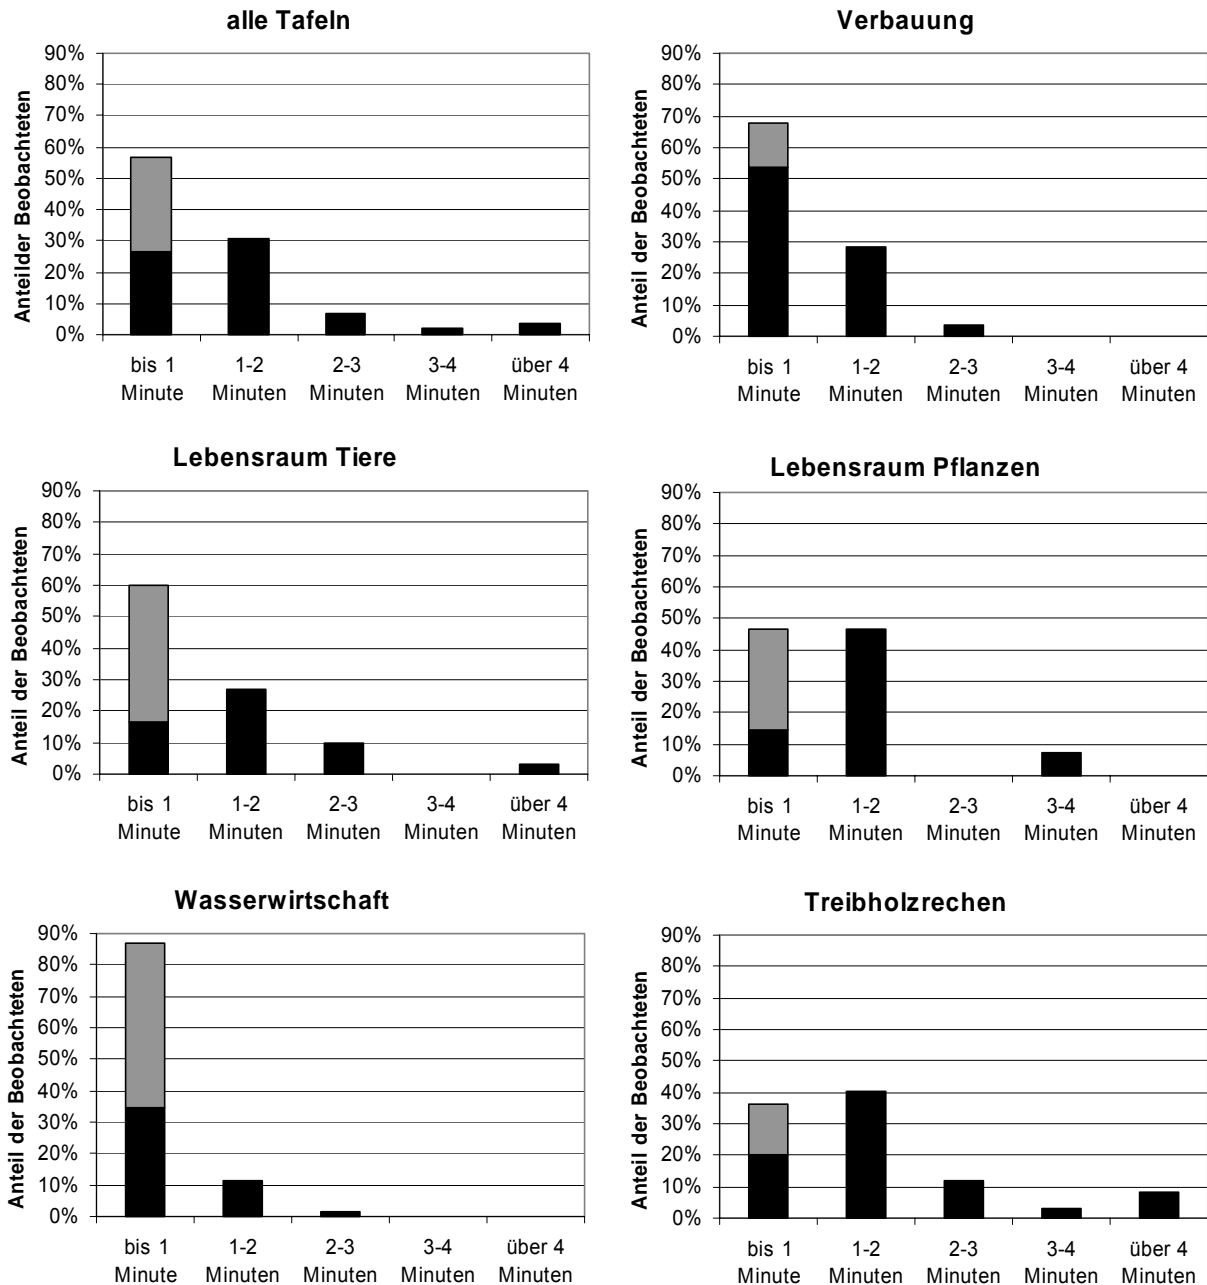 alle Tafeln
Anteilder Beobachteten
90%
80%
70%
60%
50%
40%
30%
20%
10%
0%
bis 1 1-2 2-3 3-4 über 4
Minute Minuten Minuten Minuten Minuten
Verbauung
Anteil der Beobachteten
90%
80%
70%
60%
50%
40%
30%
20%
10%
0%
bis 1 1-2 2-3 3-4 über 4
Minute Minuten Minuten Minuten Minuten
Lebensraum Tiere
Anteil der Beobachteten
90%
80%
70%
60%
50%
40%
30%
20%
10%
0%
bis 1 1-2 2-3 3-4 über 4
Minute Minuten Minuten Minuten Minuten
Lebensraum Pflanzen
Anteil der Beobachteten
90%
80%
70%
60%
50%
40%
30%
20%
10%
0%
bis 1 1-2 2-3 3-4 über 4
Minute Minuten Minuten Minuten Minuten
Wasserwirtschaft
Anteil der Beobachteten
90%
80%
70%
60%
50%
40%
30%
20%
10%
0%
bis 1 1-2 2-3 3-4 über 4
Minute Minuten Minuten Minuten Minuten
Treibholzrechen
Anteil der Beobachteten
90%
80%
70%
60%
50%
40%
30%
20%
10%
0%
bis 1 1-2 2-3 3-4 über 4
Minute Minuten Minuten Minuten Minuten